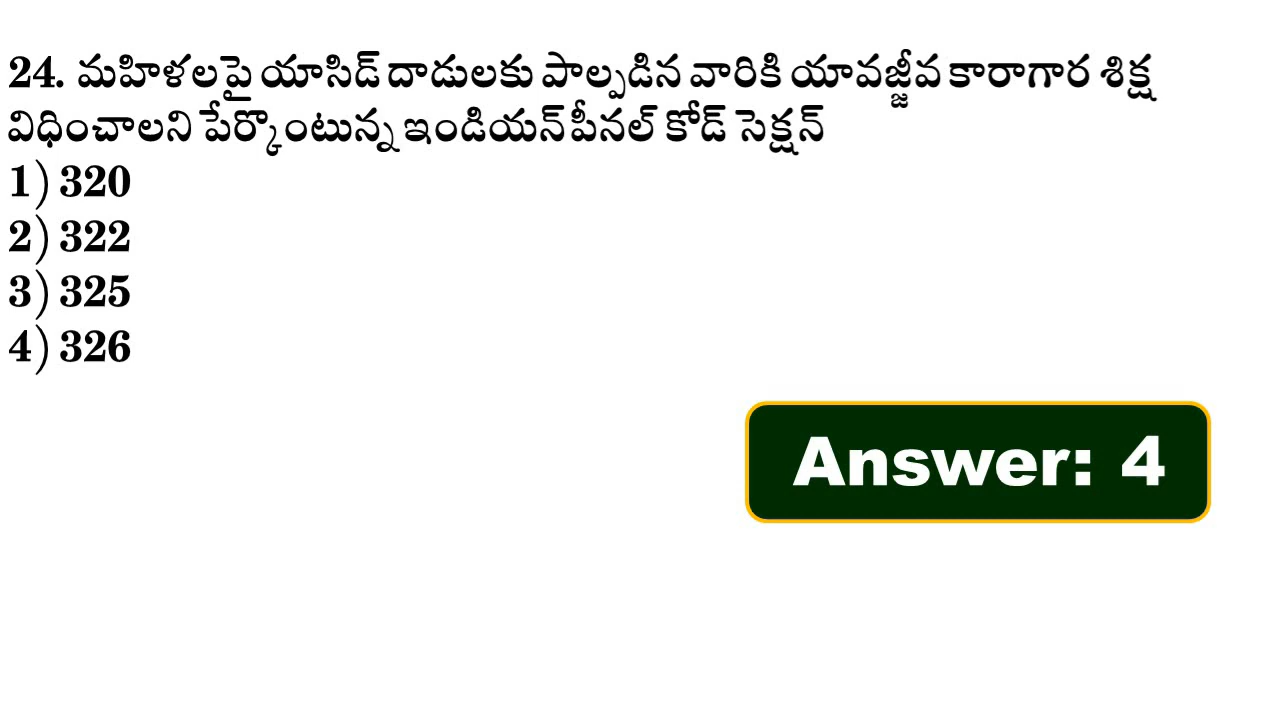 24. మహిళలపై యాసిడ్ దాడులకు పాల్పడిన వారికి యావజ్జీవ కారాగార శిక్ష
విధించాలని పేర్కొంటున్న ఇండియన్ పీనల్ కోడ్ సెక్షన్
1) 320
2) 322
3) 325
4) 326
Answer: 4